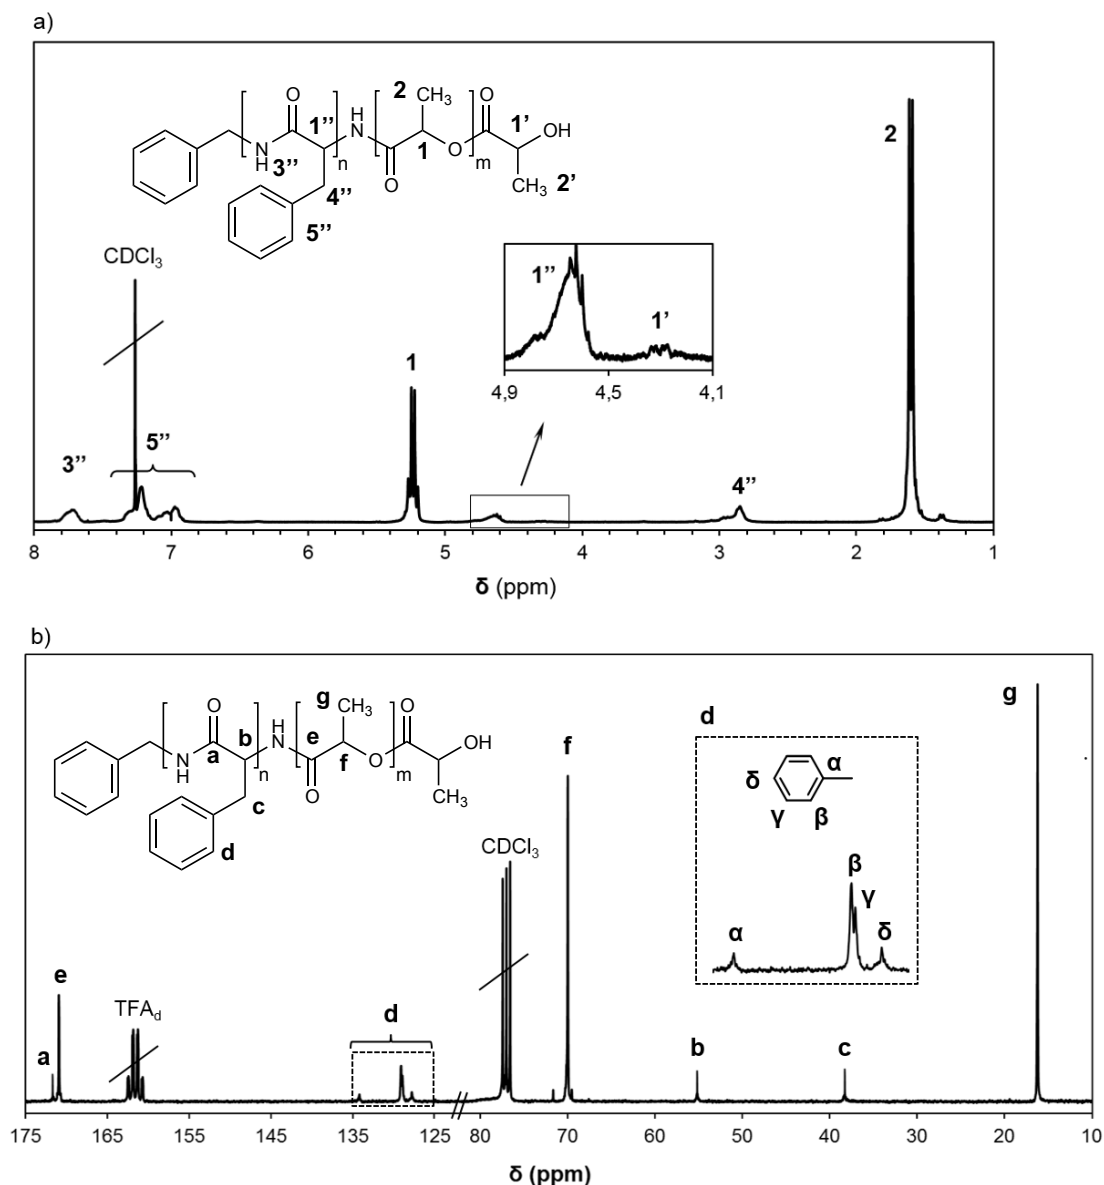 a)
2 CH3 O
O 1'' H 1' OH
N
N 1 O m
H 3'' n O CH3 2'
4''
5''
2
CDCl3
1'' 1'
4,9 4,5 4,1
1
3'' 5'' 4''
8 7 6 5 4 3 2 1
δ (ppm)
b)
g CH3 O
O b H e OH
N
a f O m
N n O CH3
H
c
d
g
f
d
α
δ
γ β
CDCl3
β
γ
α δ
e
TFAd
d
a b c
175 165 155 145 135 125 80 70 60 50 40 30 20 10
δ (ppm)